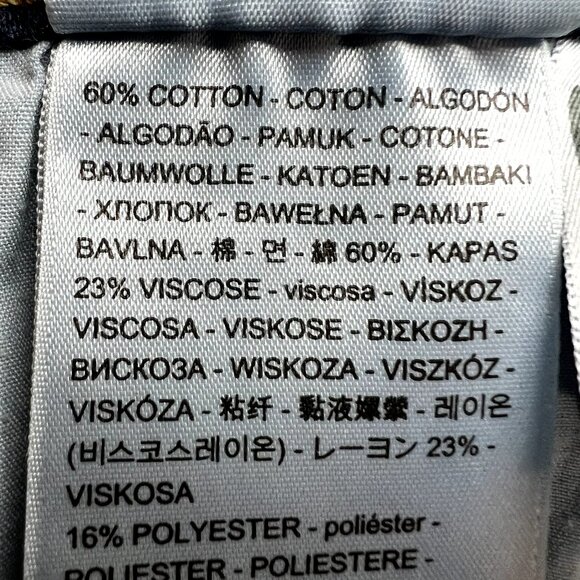 60% COTTON - COTON - ALGODÓN
- ALGODÃO - PAMUK - COTONE -
BAUMWOLLE - KATOEN - BAMBAKI
- ХЛОПОК - BAWEŁNA - PAMUT -
BAVLNA - 棉 - 면 - 綿 60% - KAPAS
23% VISCOSE - viscosa - VİSKOZ -
VISCOSA - VISKOSE - ΒΙΣΚΟΖΗ -
ВИСКОЗА - WISKOZA - VISZKÓZ -
VISKÓZA - 粘纤 - 黏液嫘縈 - 레이온
(비스코스레이온) - レーヨン 23% -
VISKOSA
16% POLYESTER - poliéster -
POLIESTER - POLIESTERE -